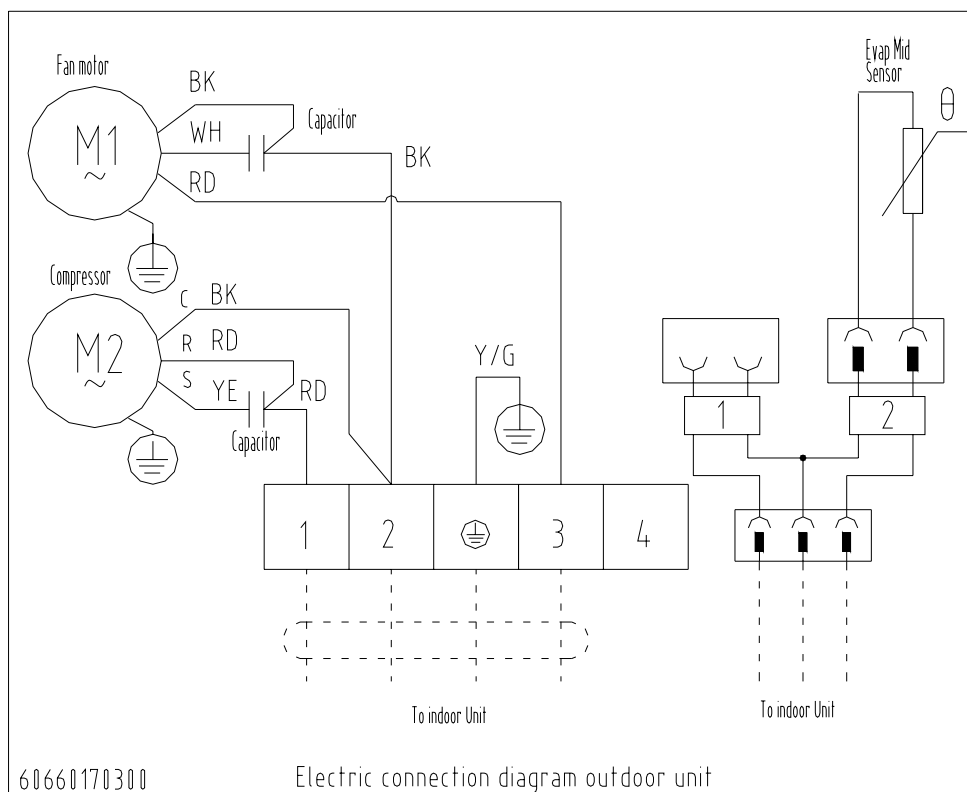 Fan motor
M1
~
BK
WH
RD
Capacitor
BK
Evap Mid
Sensor
θ
Compressor
M2
~
C BK
R RD
S YE
RD
Capacitor
Y/G
1
2
1
2
3
4
To indoor Unit
To indoor Unit
60660170300
Electric connection diagram outdoor unit